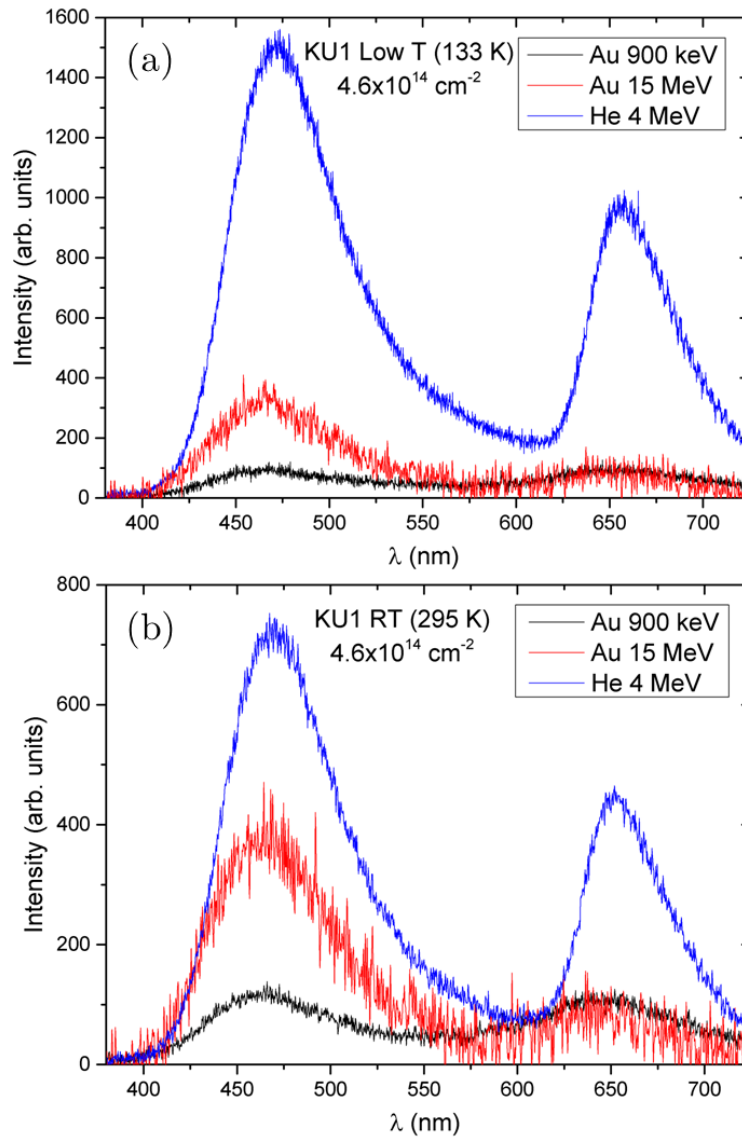 (a)
KU1 Low T (133 K)
4.6x10¹⁴ cm⁻²
Au 900 keV
Au 15 MeV
He 4 MeV
Intensity (arb. units)
1600
1400
1200
1000
800
600
400
200
0
400 450 500 550 600 650 700
λ (nm)
(b)
KU1 RT (295 K)
4.6x10¹⁴ cm⁻²
Au 900 keV
Au 15 MeV
He 4 MeV
Intensity (arb. units)
800
600
400
200
0
400 450 500 550 600 650 700
λ (nm)